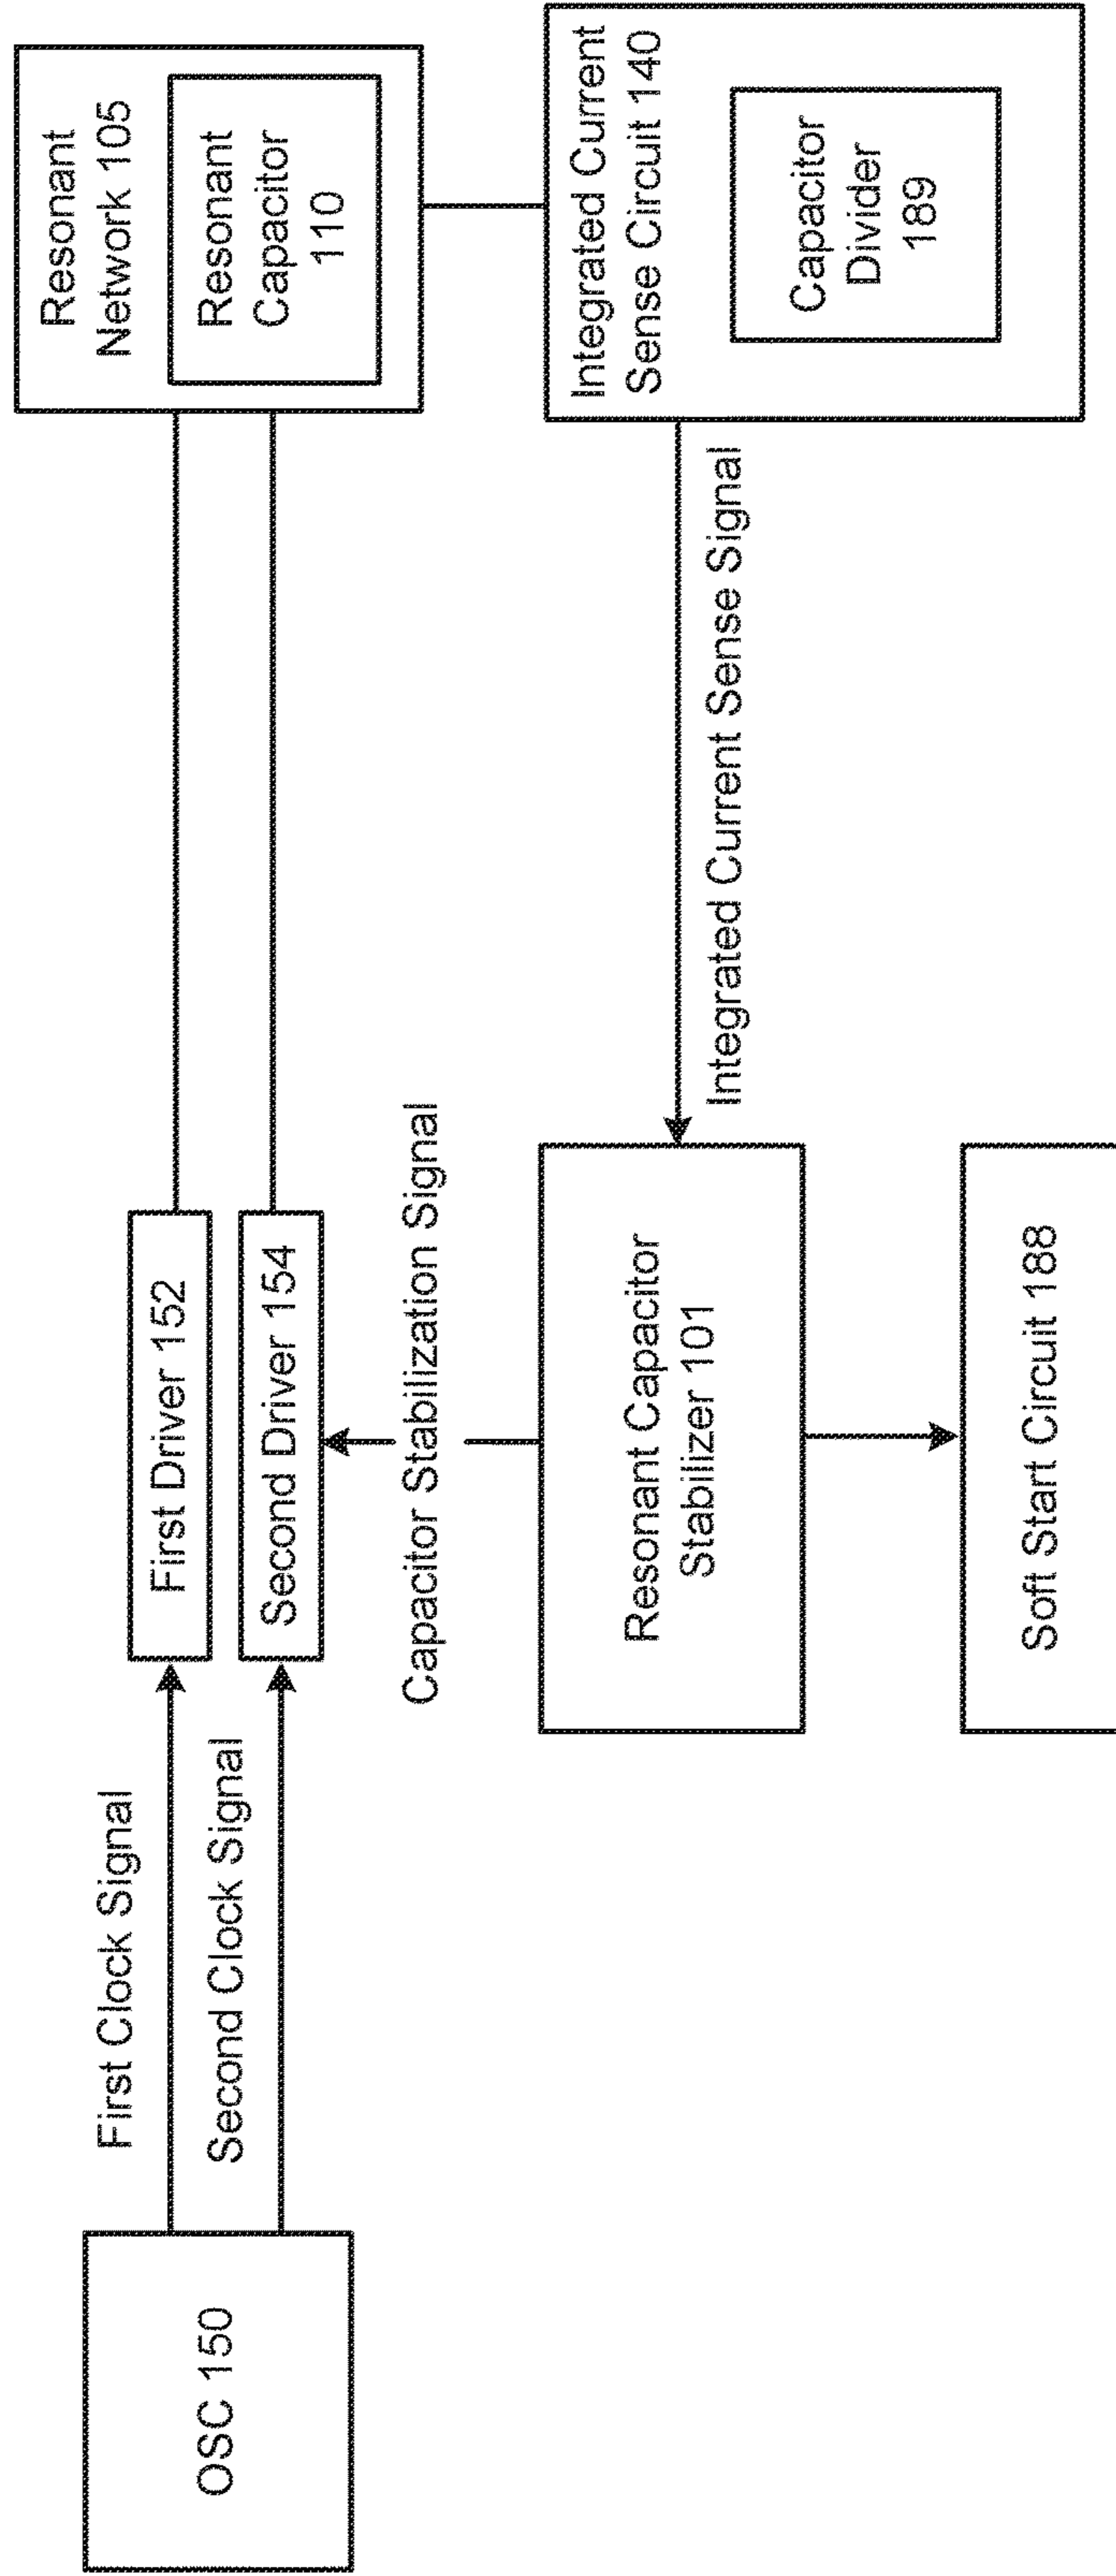 First Clock Signal
Second Clock Signal
OSC 150
First Driver 152
Second Driver 154
Capacitor Stabilization Signal
Resonant Capacitor
Stabilizer 101
Soft Start Circuit 188
Resonant
Network 105
Resonant
Capacitor
110
Integrated Current Sense Signal
Integrated Current
Sense Circuit 140
Capacitor
Divider
189